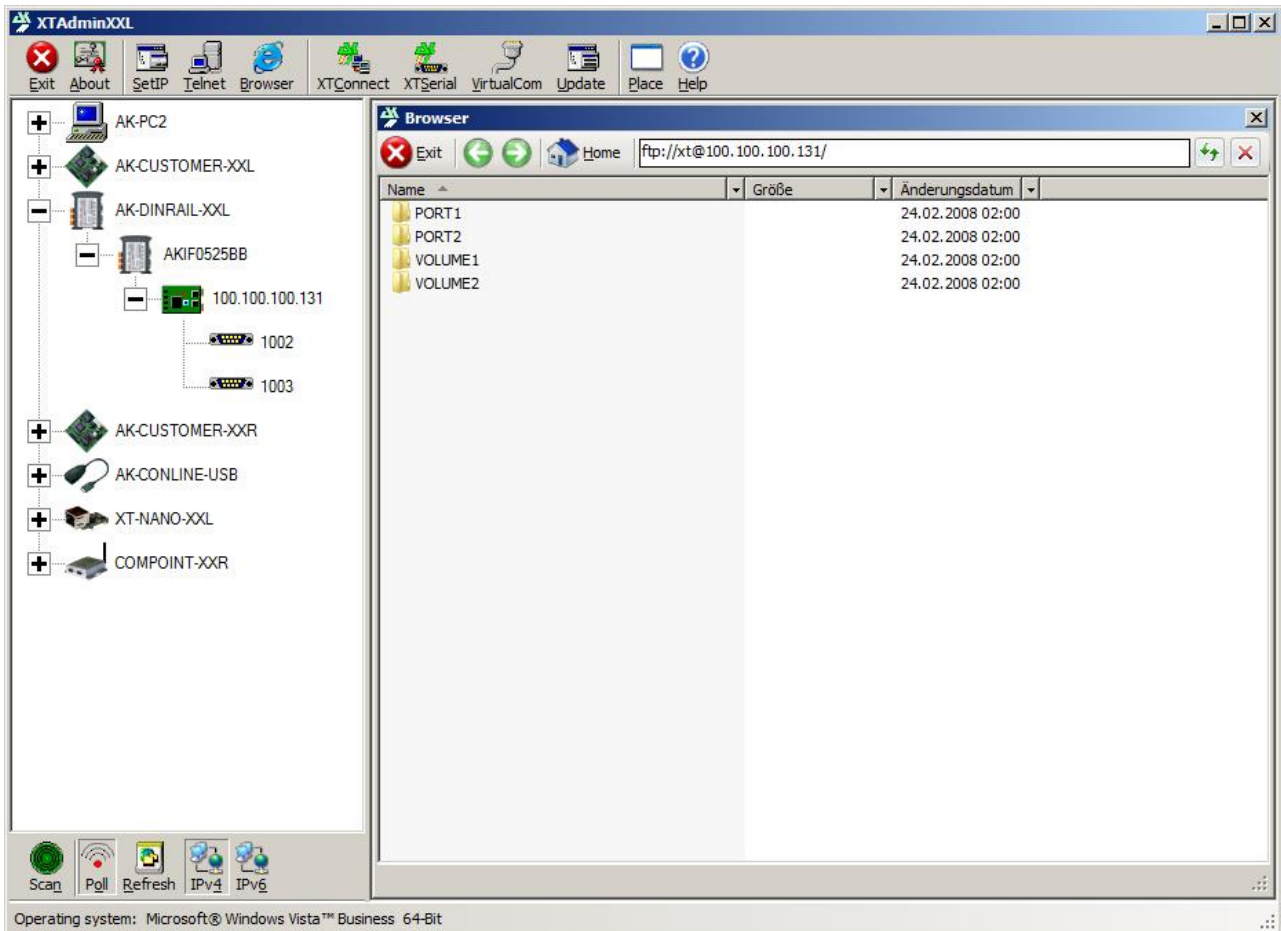 XTAdminXXL
Exit About SetIP Telnet Browser XTConnect XTSerial VirtualCom Update Place Help
AK-PC2
AK-CUSTOMER-XXL
AK-DINRAIL-XXL
AKIF0525BB
100.100.100.131
1002
1003
AK-CUSTOMER-XXR
AK-CONLINE-USB
XT-NANO-XXL
COMPOINT-XXR
Scan Poll Refresh IPv4 IPv6
Browser
Exit Home ftp://xt@100.100.100.131/
Name Größe Änderungsdatum
PORT1 24.02.2008 02:00
PORT2 24.02.2008 02:00
VOLUME1 24.02.2008 02:00
VOLUME2 24.02.2008 02:00
Operating system: Microsoft® Windows Vista™ Business 64-Bit